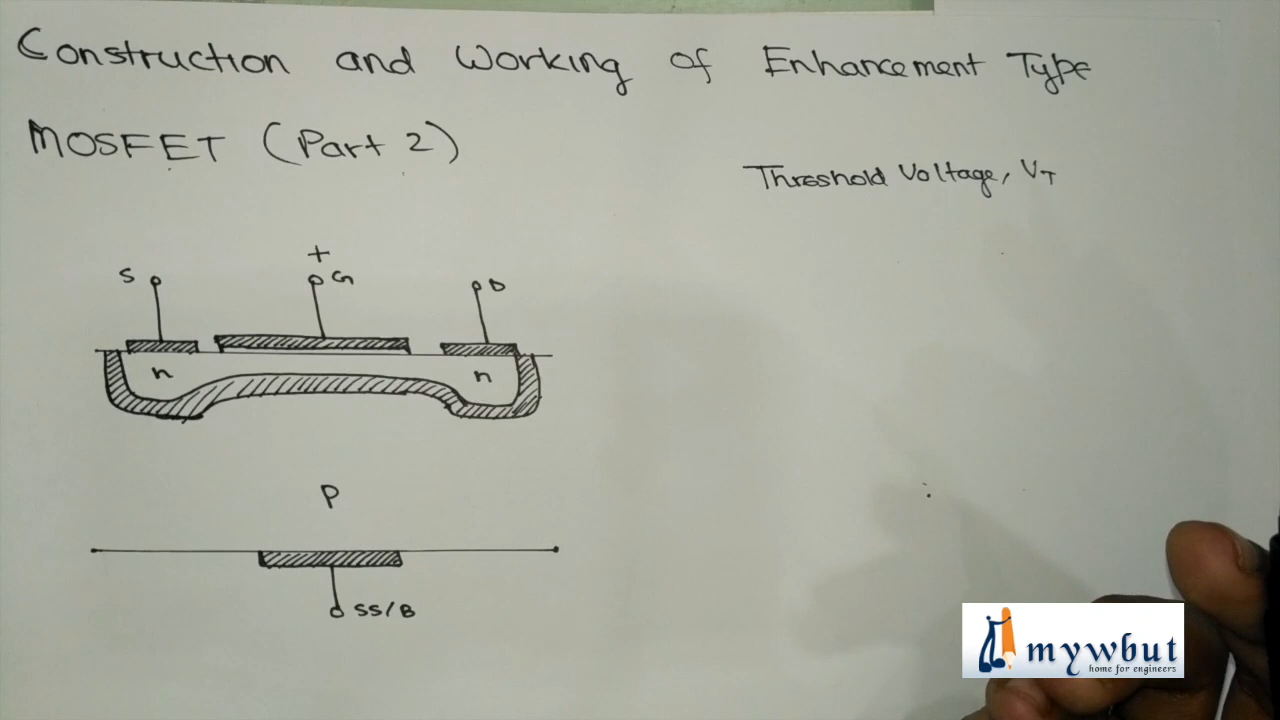 Construction and Working of Enhancement Type
MOSFET (Part 2)
Threshold Voltage, VT
+
S G D
n n
P
SS/B
mywbut
home for engineers